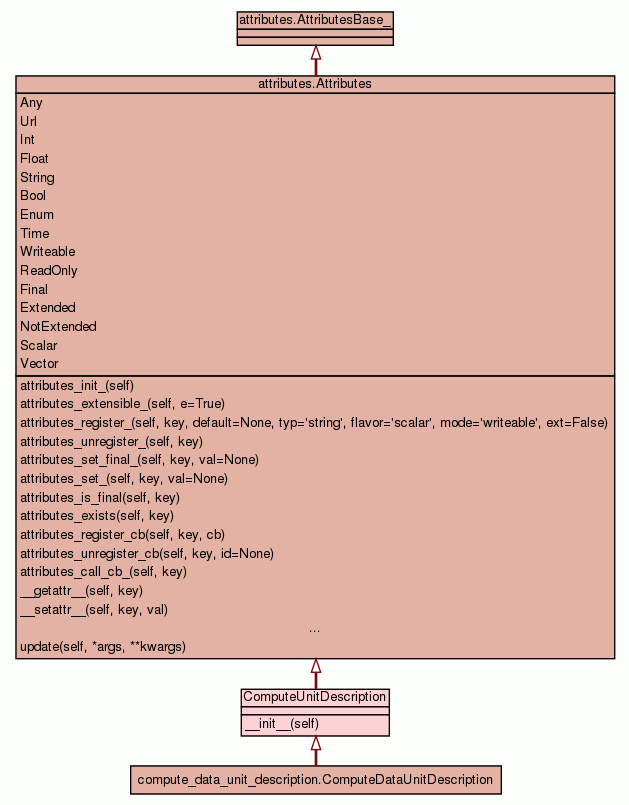 attributes.AttributesBase_
attributes.Attributes
Any
Url
Int
Float
String
Bool
Enum
Time
Writeable
ReadOnly
Final
Extended
NotExtended
Scalar
Vector
attributes_init_(self)
attributes_extensible_(self, e=True)
attributes_register_(self, key, default=None, typ='string', flavor='scalar', mode='writeable', ext=False)
attributes_unregister_(self, key)
attributes_set_final_(self, key, val=None)
attributes_set_(self, key, val=None)
attributes_is_final(self, key)
attributes_exists(self, key)
attributes_register_cb(self, key, cb)
attributes_unregister_cb(self, key, id=None)
attributes_call_cb_(self, key)
__getattr__(self, key)
__setattr__(self, key, val)
...
update(self, *args, **kwargs)
ComputeUnitDescription
__init__(self)
compute_data_unit_description.ComputeDataUnitDescription